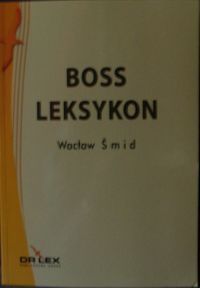 BOSS
LEKSYKON
Wacław Śmid
DR LEX